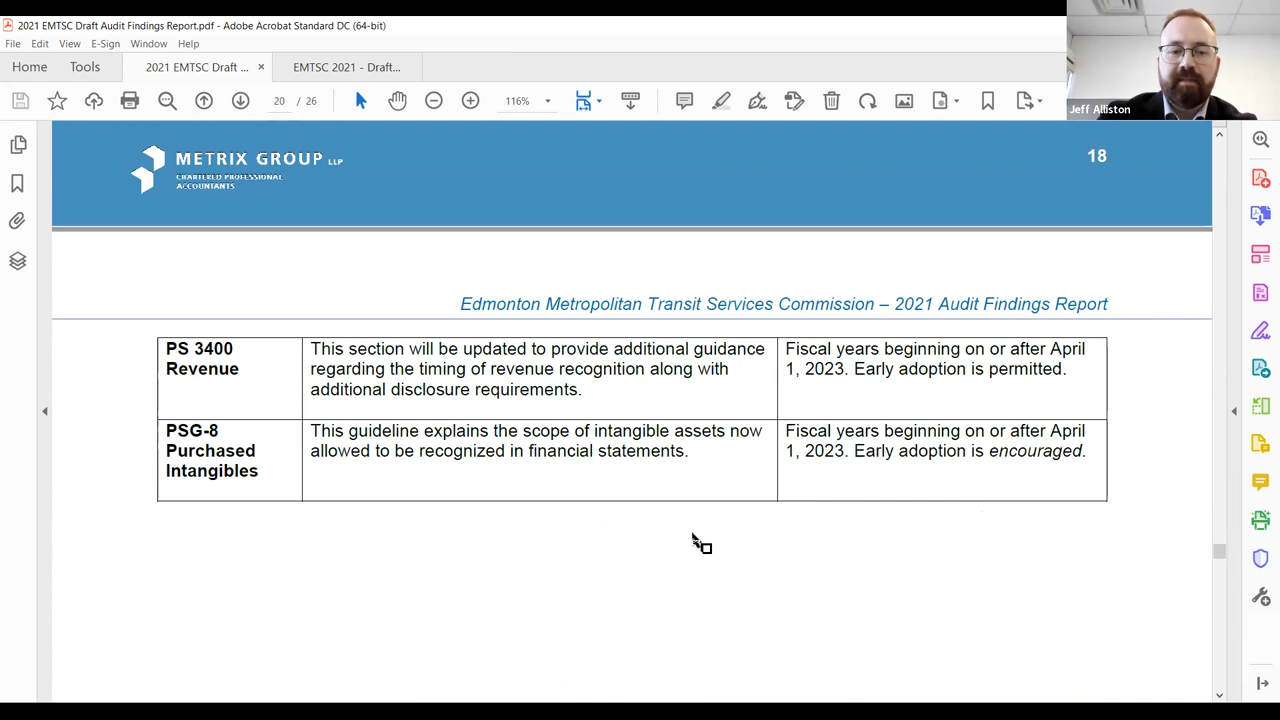 2021 EMTSC Draft Audit Findings Report.pdf - Adobe Acrobat Standard DC (64-bit)
File Edit View E-Sign Window Help
Home Tools 2021 EMTSC Draft ... × EMTSC 2021 - Draft...
20 / 26 116%
Jeff Alliston
METRIX GROUP LLP
CHARTERED PROFESSIONAL
ACCOUNTANTS
18
Edmonton Metropolitan Transit Services Commission – 2021 Audit Findings Report
PS 3400
Revenue
This section will be updated to provide additional guidance
regarding the timing of revenue recognition along with
additional disclosure requirements.
Fiscal years beginning on or after April
1, 2023. Early adoption is permitted.
PSG-8
Purchased
Intangibles
This guideline explains the scope of intangible assets now
allowed to be recognized in financial statements.
Fiscal years beginning on or after April
1, 2023. Early adoption is encouraged.